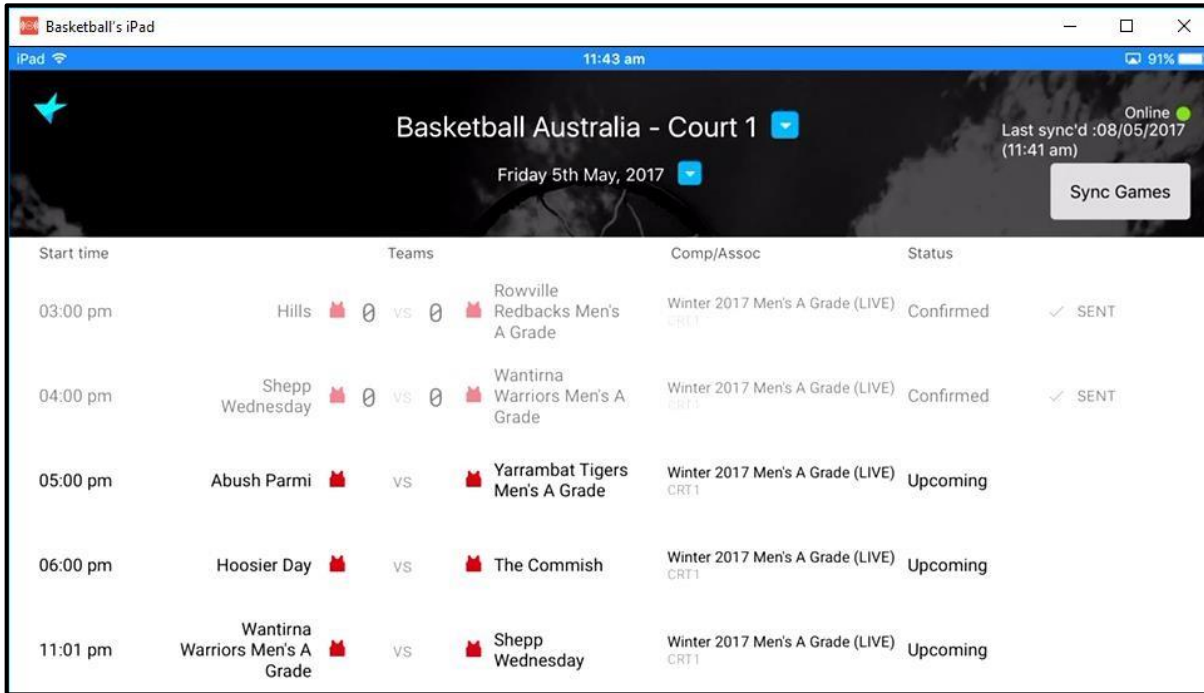 Basketball's iPad
iPad 11:43 am 91%
Basketball Australia - Court 1
Friday 5th May, 2017
Online
Last sync'd :08/05/2017
(11:41 am)
Sync Games
Start time Teams Comp/Assoc Status
03:00 pm Hills 0 vs 0 Rowville
Redbacks Men's
A Grade Winter 2017 Men's A Grade (LIVE)
CRT1 Confirmed SENT
04:00 pm Shepp
Wednesday 0 vs 0 Wantirna
Warriors Men's A
Grade Winter 2017 Men's A Grade (LIVE)
CRT1 Confirmed SENT
05:00 pm Abush Parmi vs Yarrambat Tigers
Men's A Grade Winter 2017 Men's A Grade (LIVE)
CRT1 Upcoming
06:00 pm Hoosier Day vs The Commish Winter 2017 Men's A Grade (LIVE)
CRT1 Upcoming
11:01 pm Wantirna
Warriors Men's A
Grade vs Shepp
Wednesday Winter 2017 Men's A Grade (LIVE)
CRT1 Upcoming